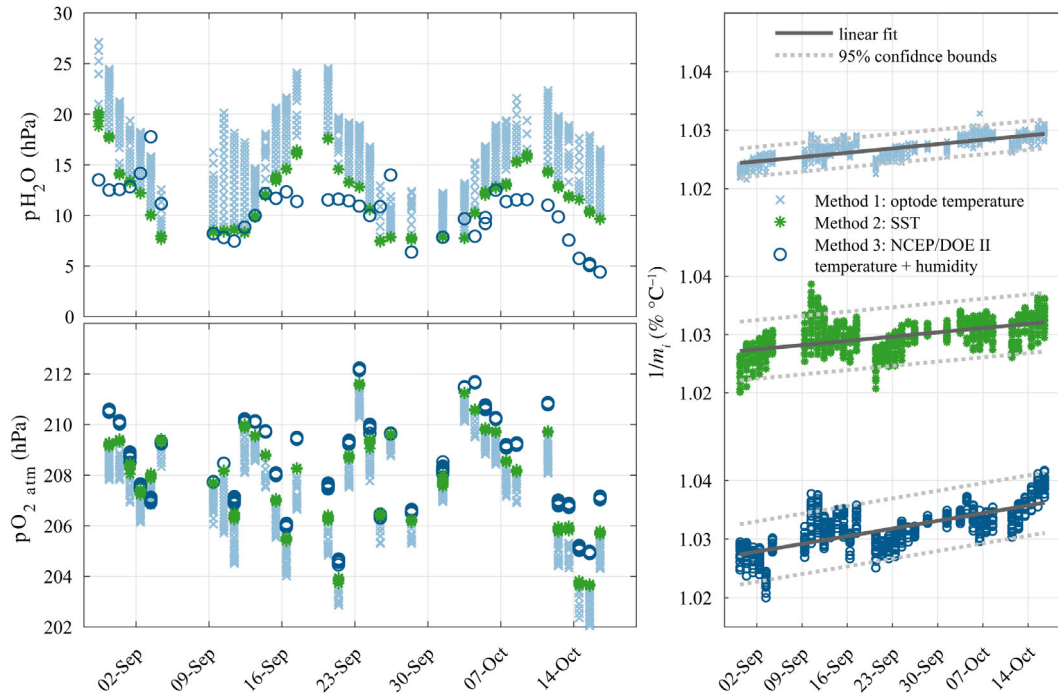 30
25
20
15
10
5
0
pH2O (hPa)
212
210
208
206
204
202
pO2 atm (hPa)
02-Sep
09-Sep
16-Sep
23-Sep
30-Sep
07-Oct
14-Oct
linear fit
95% confidnce bounds
1.04
1.03
1.02
Method 1: optode temperature
Method 2: SST
Method 3: NCEP/DOE II
temperature + humidity
1/mi (% °C−1)
1.04
1.03
1.02
1.04
1.03
1.02
02-Sep
09-Sep
16-Sep
23-Sep
30-Sep
07-Oct
14-Oct